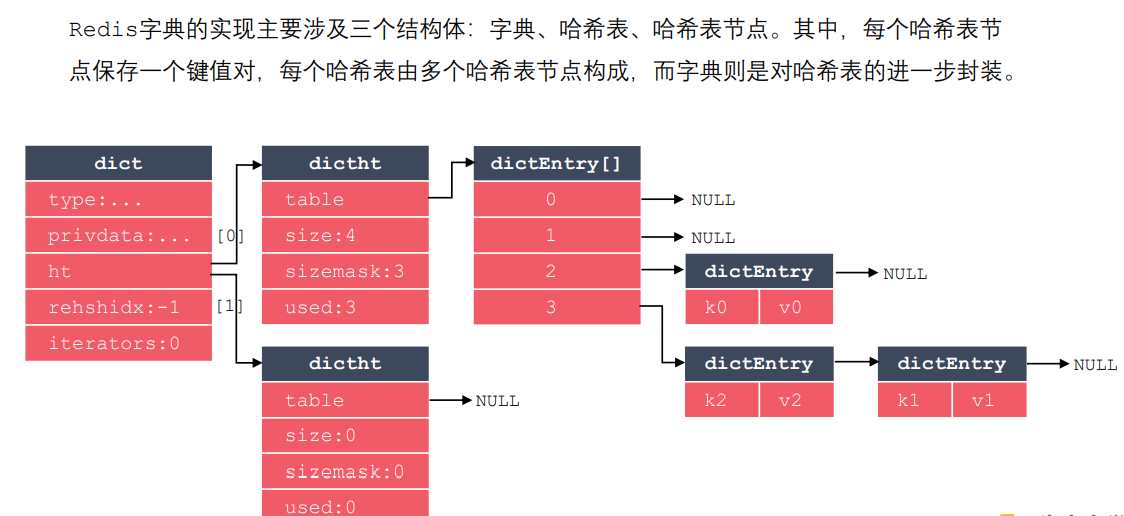 Redis字典的实现主要涉及三个结构体：字典、哈希表、哈希表节点。其中，每个哈希表节
点保存一个键值对，每个哈希表由多个哈希表节点构成，而字典则是对哈希表的进一步封装。
dict
type:...
privdata:...
ht
rehshidx:-1
iterators:0
[0]
[1]
dictht
table
size:4
sizemask:3
used:3
dictht
table
size:0
sizemask:0
used:0
NULL
dictEntry[]
0
1
2
3
NULL
NULL
dictEntry
k0 v0
NULL
dictEntry
k2 v2
dictEntry
k1 v1
NULL